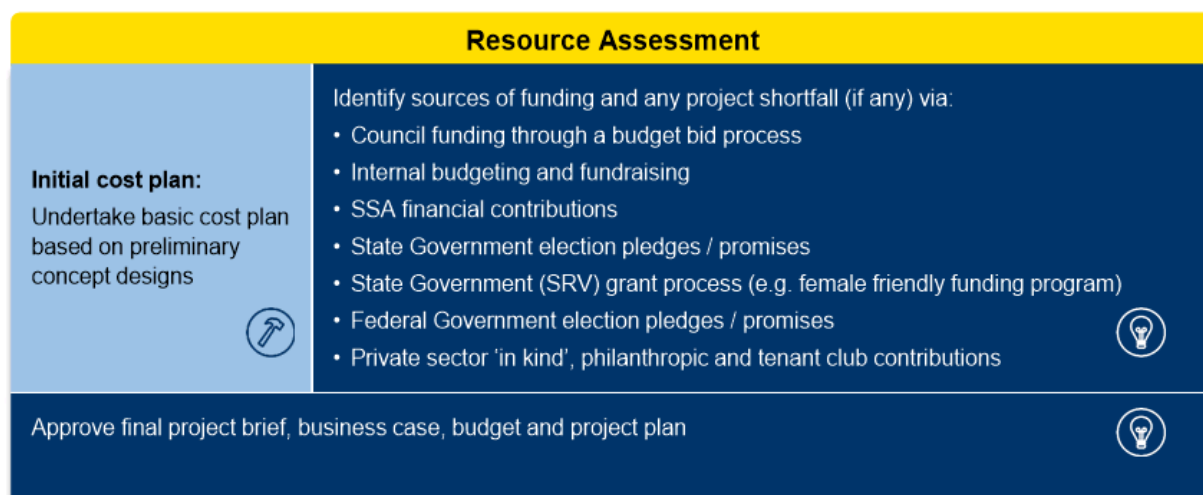 Resource Assessment
Initial cost plan:
Undertake basic cost plan
based on preliminary
concept designs
Identify sources of funding and any project shortfall (if any) via:
• Council funding through a budget bid process
• Internal budgeting and fundraising
• SSA financial contributions
• State Government election pledges / promises
• State Government (SRV) grant process (e.g. female friendly funding program)
• Federal Government election pledges / promises
• Private sector ‘in kind’, philanthropic and tenant club contributions
Approve final project brief, business case, budget and project plan